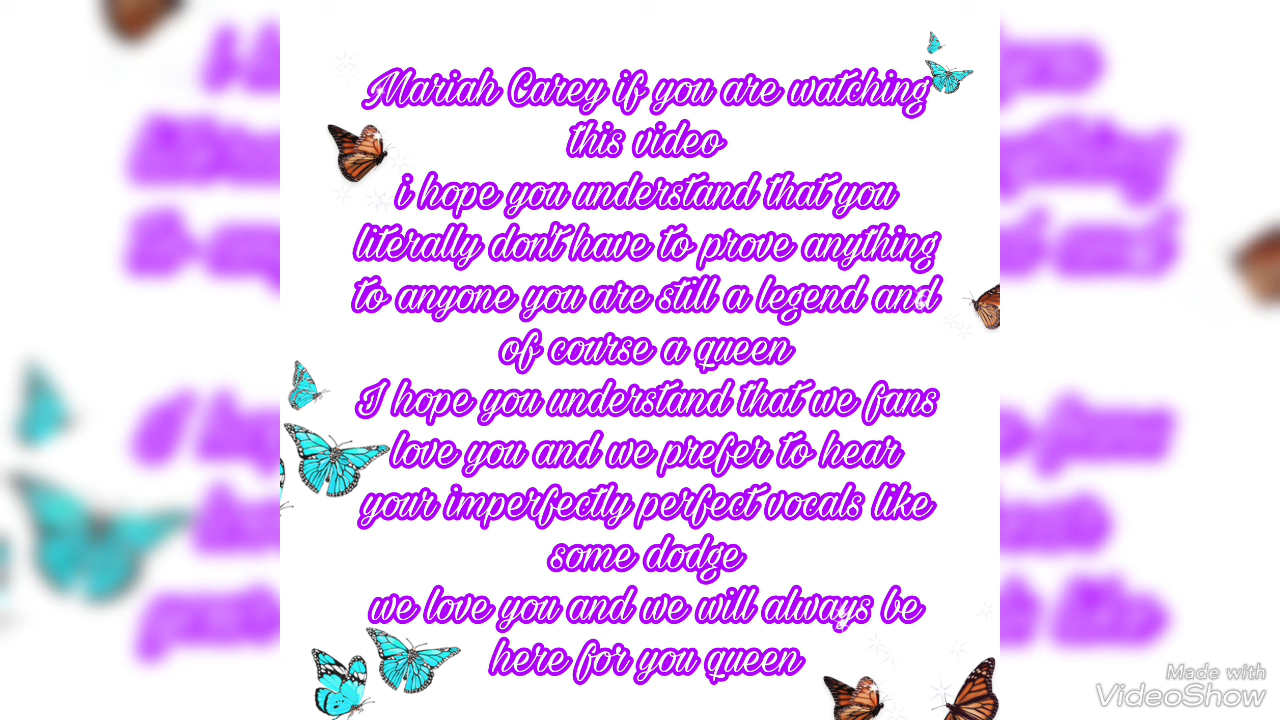 Mariah Carey if you are watching
this video
i hope you understand that you
literally don't have to prove anything
to anyone you are still a legend and
of course a queen
I hope you understand that we fans
love you and we prefer to hear
your imperfectly perfect vocals like
some dodge
we love you and we will always be
here for you queen
Made with
VideoShow